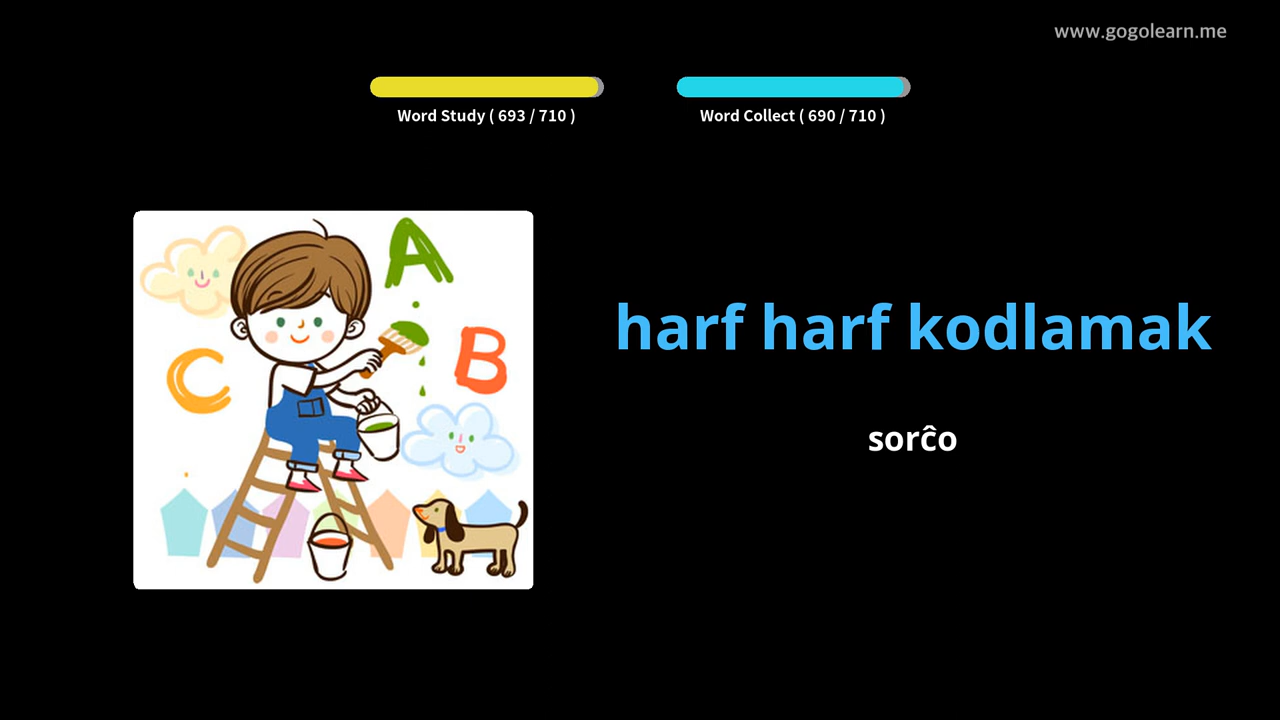 www.gogolearn.me
Word Study ( 693 / 710 )
Word Collect ( 690 / 710 )
A
B
C
harf harf kodlamak
sorĉo